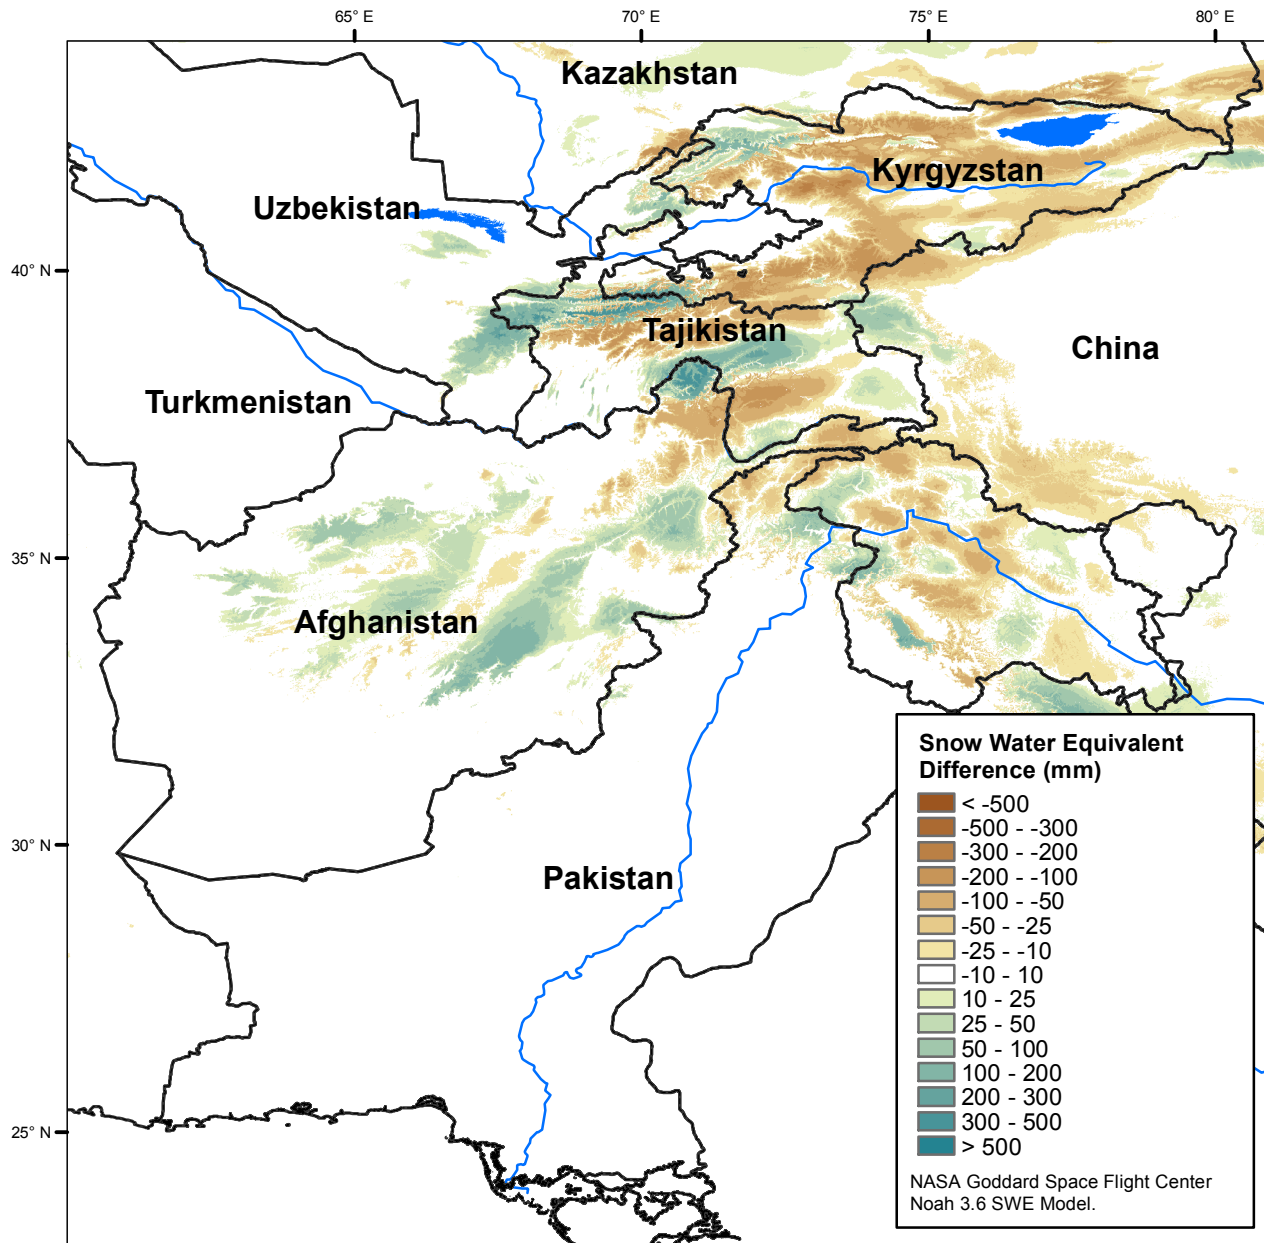 65° E
70° E
75° E
80° E
Kazakhstan
Kyrgyzstan
Uzbekistan
40° N
Tajikistan
China
Turkmenistan
35° N
Afghanistan
30° N
Pakistan
25° N
Snow Water Equivalent
Difference (mm)
< -500
-500 - -300
-300 - -200
-200 - -100
-100 - -50
-50 - -25
-25 - -10
-10 - 10
10 - 25
25 - 50
50 - 100
100 - 200
200 - 300
300 - 500
> 500
NASA Goddard Space Flight Center
Noah 3.6 SWE Model.